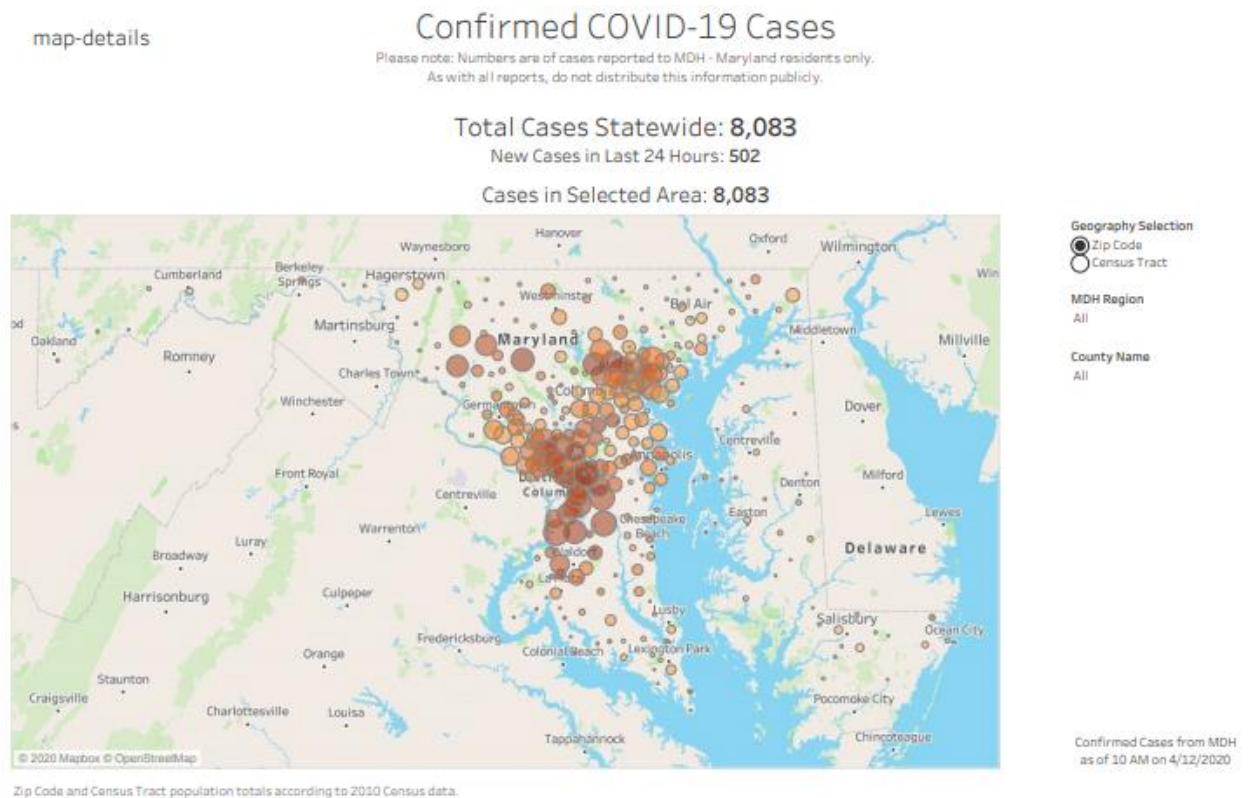 map-details
Confirmed COVID-19 Cases
Please note: Numbers are of cases reported to MDH - Maryland residents only.
As with all reports, do not distribute this information publicly.
Total Cases Statewide: 8,083
New Cases in Last 24 Hours: 502
Cases in Selected Area: 8,083
Geography Selection
Zip Code
Census Tract
MDH Region
All
County Name
All
Hanover
Oxford
Waynesboro
Wilmington
Cumberland
Berkeley
Springs
Hagerstown
Win
Westminster
Bel Air
Martinsburg
Maryland
Middletown
Oakland
Romney
Millville
Charles Town
Winchester
Dover
Centreville
Annapolis
Front Royal
Milford
Centreville
Denton
Chesapeake
Beach
Easton
Lewes
Warrenton
Luray
Broadway
Delaware
Waldorf
Harrisonburg
Culpeper
Lusby
Salisbury
Ocean City
Fredericksburg
Colonial Beach
Lexington Park
Orange
Staunton
Craigsville
Charlottesville
Louisa
Pocomoke City
Tappahannock
Chincoteague
© 2020 Mapbox © OpenStreetMap
Confirmed Cases from MDH
as of 10 AM on 4/12/2020
Zip Code and Census Tract population totals according to 2010 Census data.